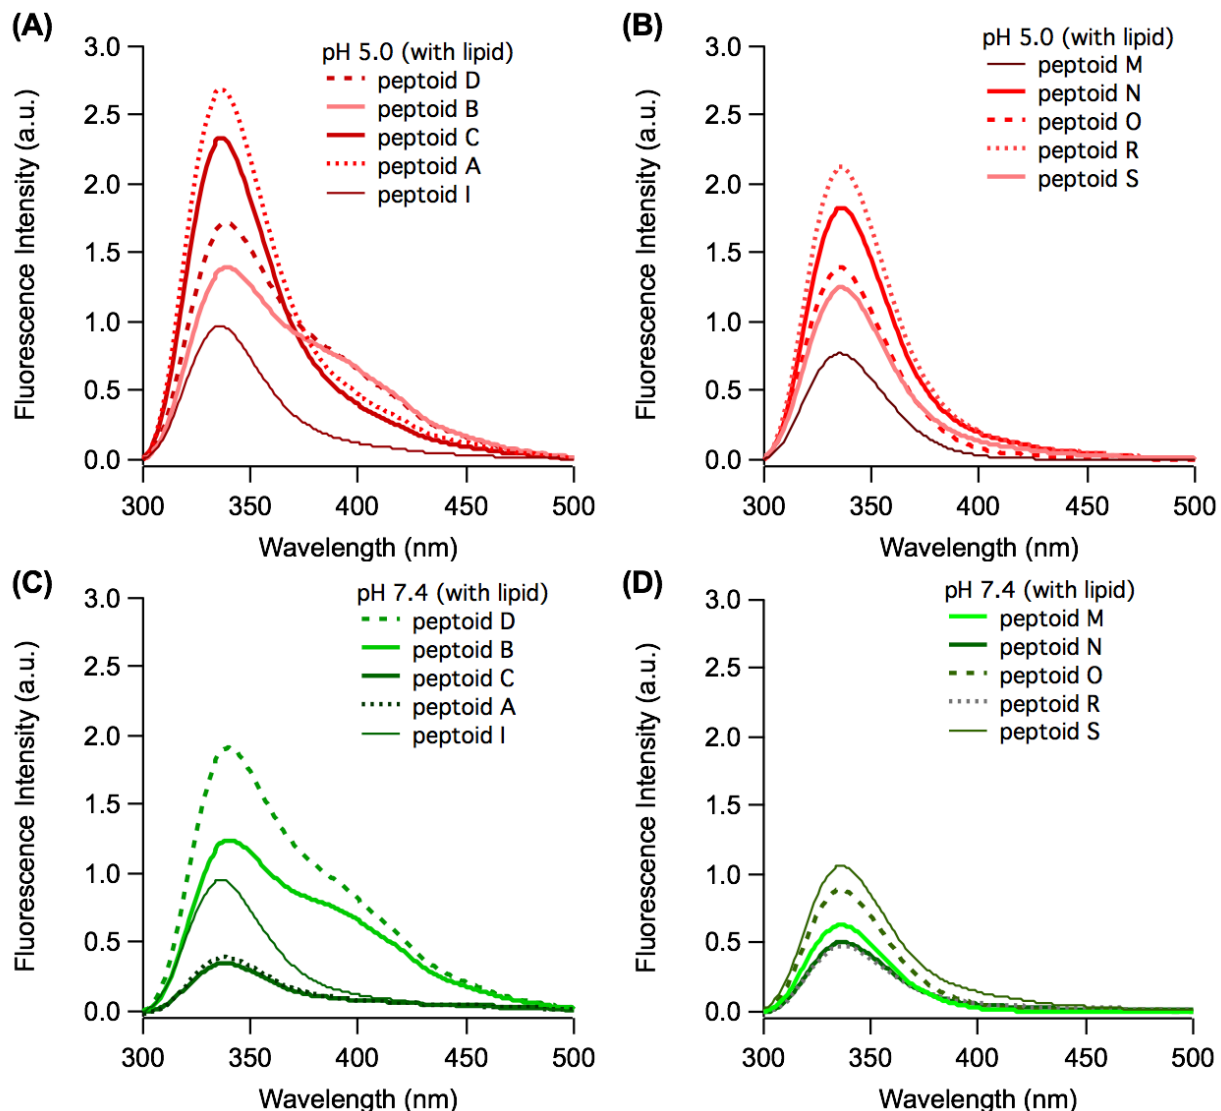 (A)
pH 5.0 (with lipid)
peptoid D
peptoid B
peptoid C
peptoid A
peptoid I
3.0
2.5
2.0
1.5
1.0
0.5
0.0
Fluorescence Intensity (a.u.)
300 350 400 450 500
Wavelength (nm)
(B)
pH 5.0 (with lipid)
peptoid M
peptoid N
peptoid O
peptoid R
peptoid S
3.0
2.5
2.0
1.5
1.0
0.5
0.0
Fluorescence Intensity (a.u.)
300 350 400 450 500
Wavelength (nm)
(C)
pH 7.4 (with lipid)
peptoid D
peptoid B
peptoid C
peptoid A
peptoid I
3.0
2.5
2.0
1.5
1.0
0.5
0.0
Fluorescence Intensity (a.u.)
300 350 400 450 500
Wavelength (nm)
(D)
pH 7.4 (with lipid)
peptoid M
peptoid N
peptoid O
peptoid R
peptoid S
3.0
2.5
2.0
1.5
1.0
0.5
0.0
Fluorescence Intensity (a.u.)
300 350 400 450 500
Wavelength (nm)